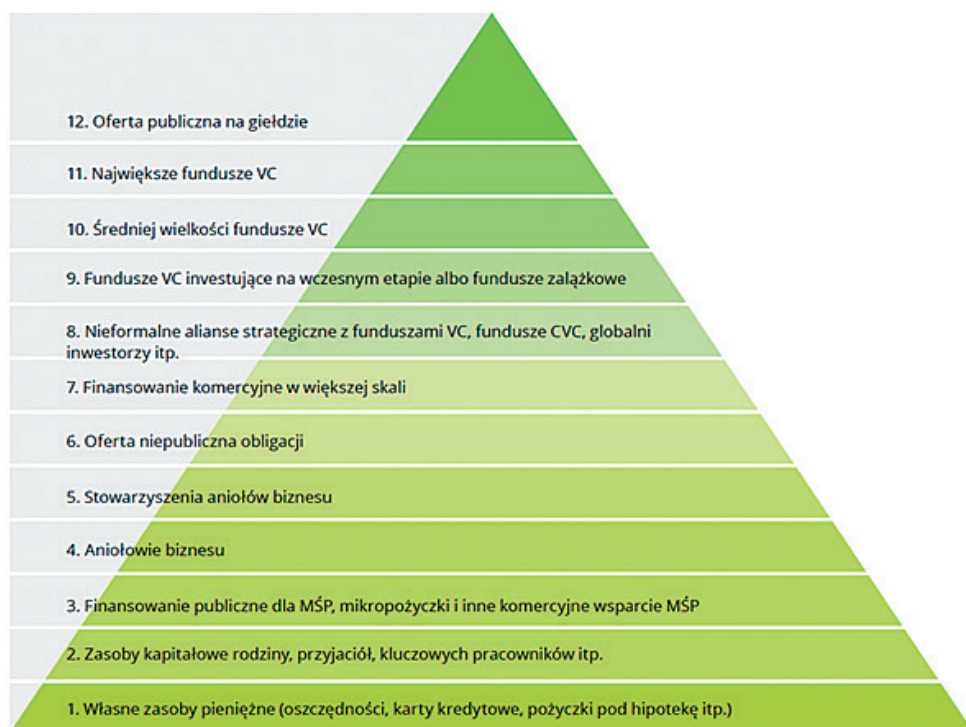 12. Oferta publiczna na giełdzie
11. Największe fundusze VC
10. Średniej wielkości fundusze VC
9. Fundusze VC investujące na wczesnym etapie albo fundusze zalążkowe
8. Nieformalne alianse strategiczne z funduszami VC, fundusze CVC, globalni
inwestorzy itp.
7. Finansowanie komercyjne w większej skali
6. Oferta niepubliczna obligacji
5. Stowarzyszenia aniołów biznesu
4. Aniołowie biznesu
3. Finansowanie publiczne dla MŚP, mikropożyczki i inne komercyjne wsparcie MŚP
2. Zasoby kapitałowe rodziny, przyjaciół, kluczowych pracowników itp.
1. Własne zasoby pieniężne (oszczędności, karty kredytowe, pożyczki pod hipotekę itp.)